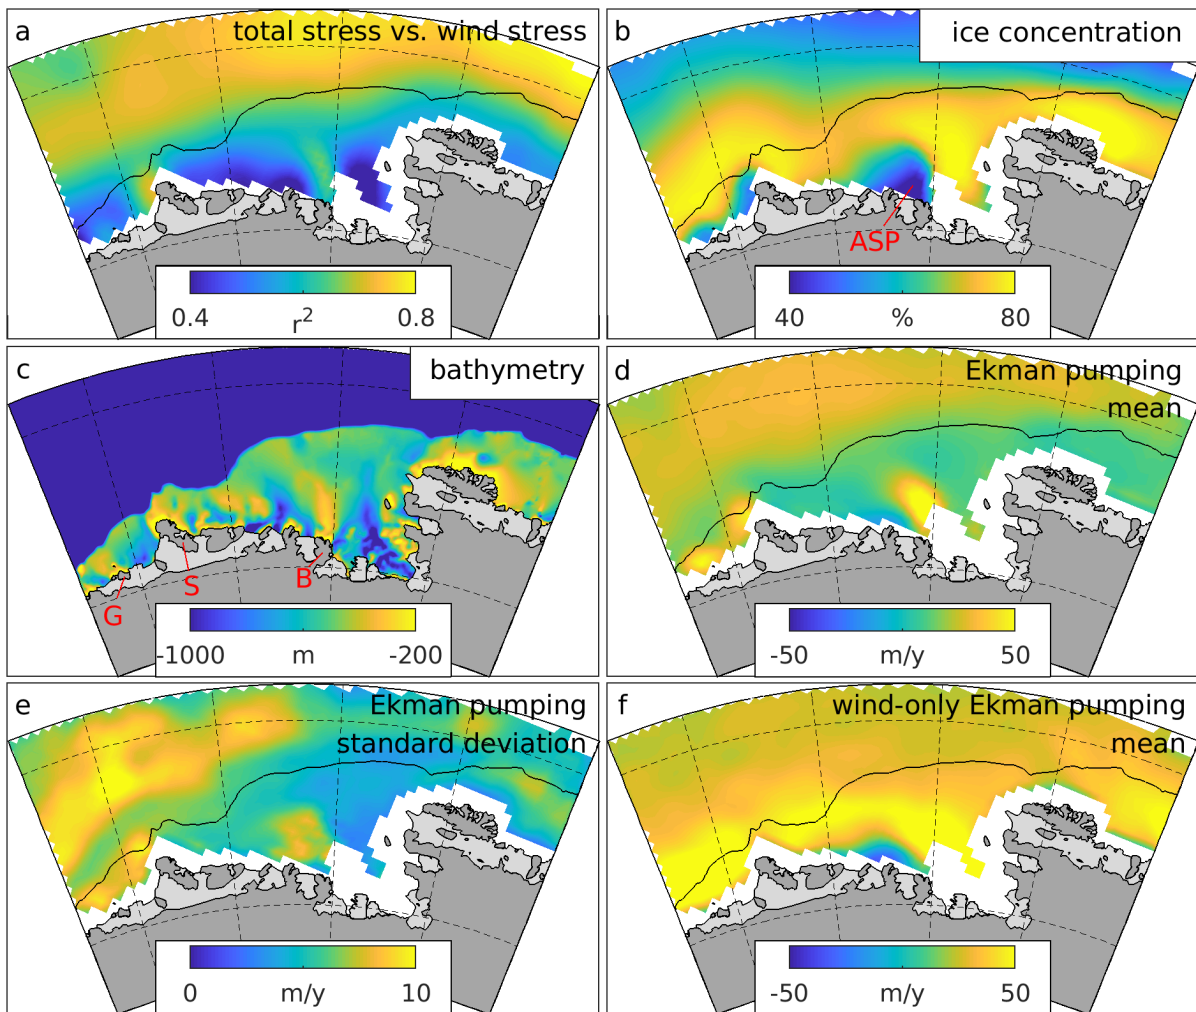 a
total stress vs. wind stress
0.4 r² 0.8
b
ice concentration
ASP
40 % 80
c
bathymetry
G
S
B
-1000 m -200
d
Ekman pumping
mean
-50 m/y 50
e
Ekman pumping
standard deviation
0 m/y 10
f
wind-only Ekman pumping
mean
-50 m/y 50